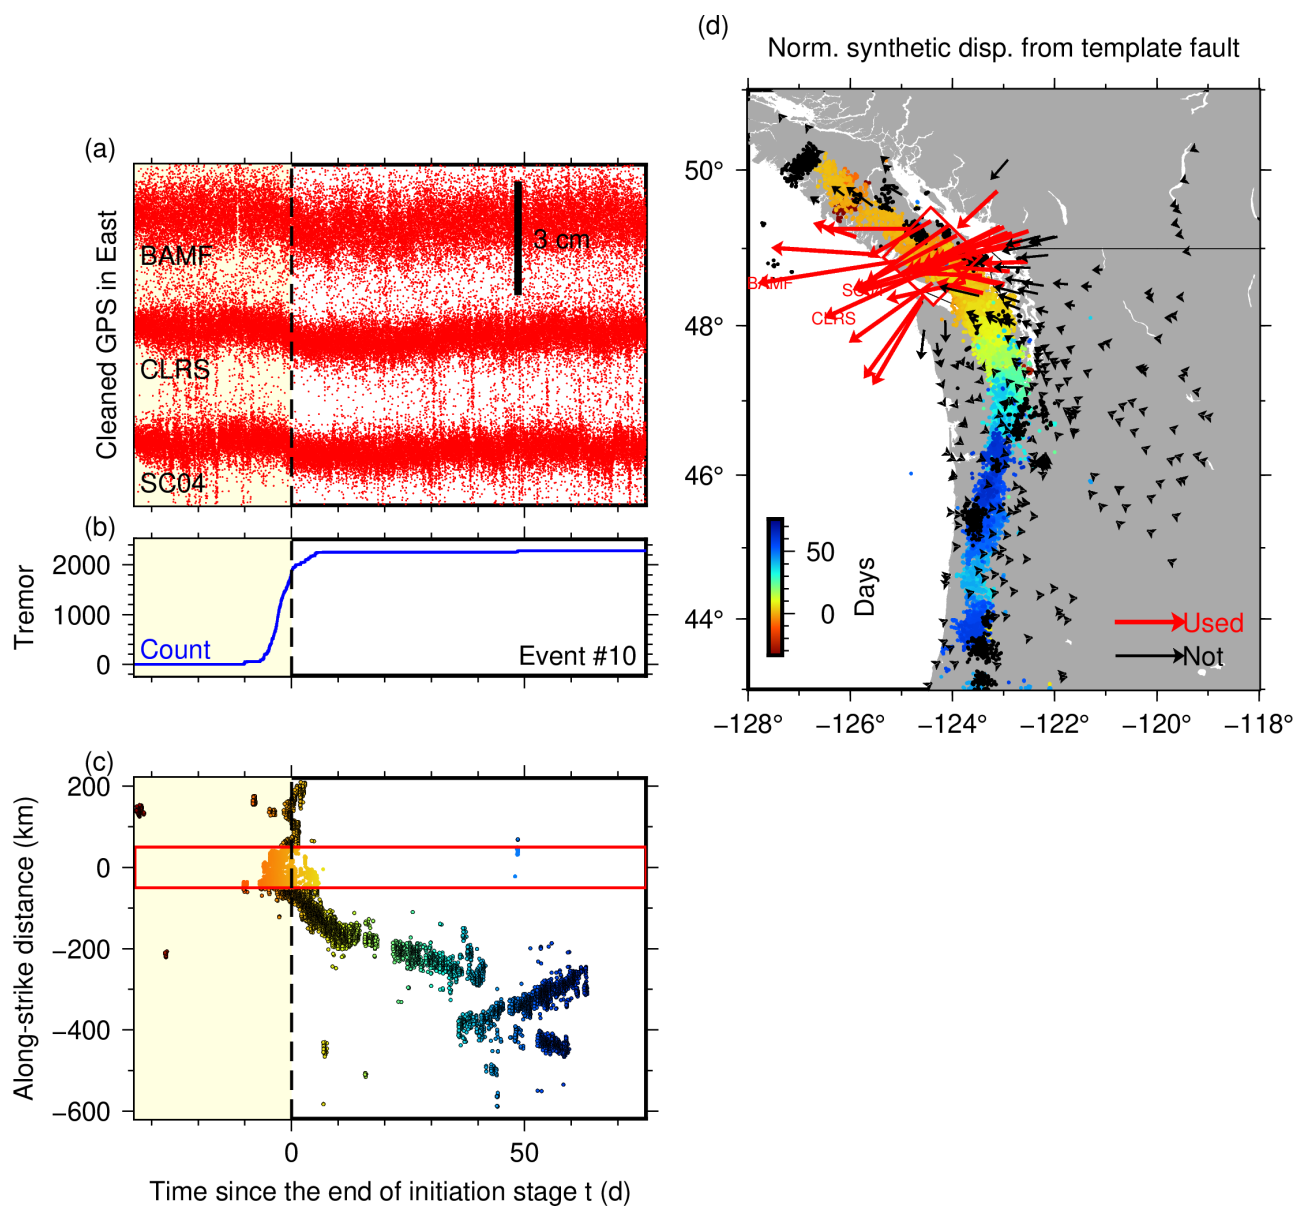 (a)
Cleaned GPS in East
BAMF
3 cm
CLRS
SC04
(b)
Tremor
2000
1000
0
Count
Event #10
(c)
Along-strike distance (km)
200
0
−200
−400
−600
0
50
Time since the end of initiation stage t (d)
(d)
Norm. synthetic disp. from template fault
50°
48°
46°
44°
BAMF
CLRS
50
0
Days
Used
Not
−128°
−126°
−124°
−122°
−120°
−118°